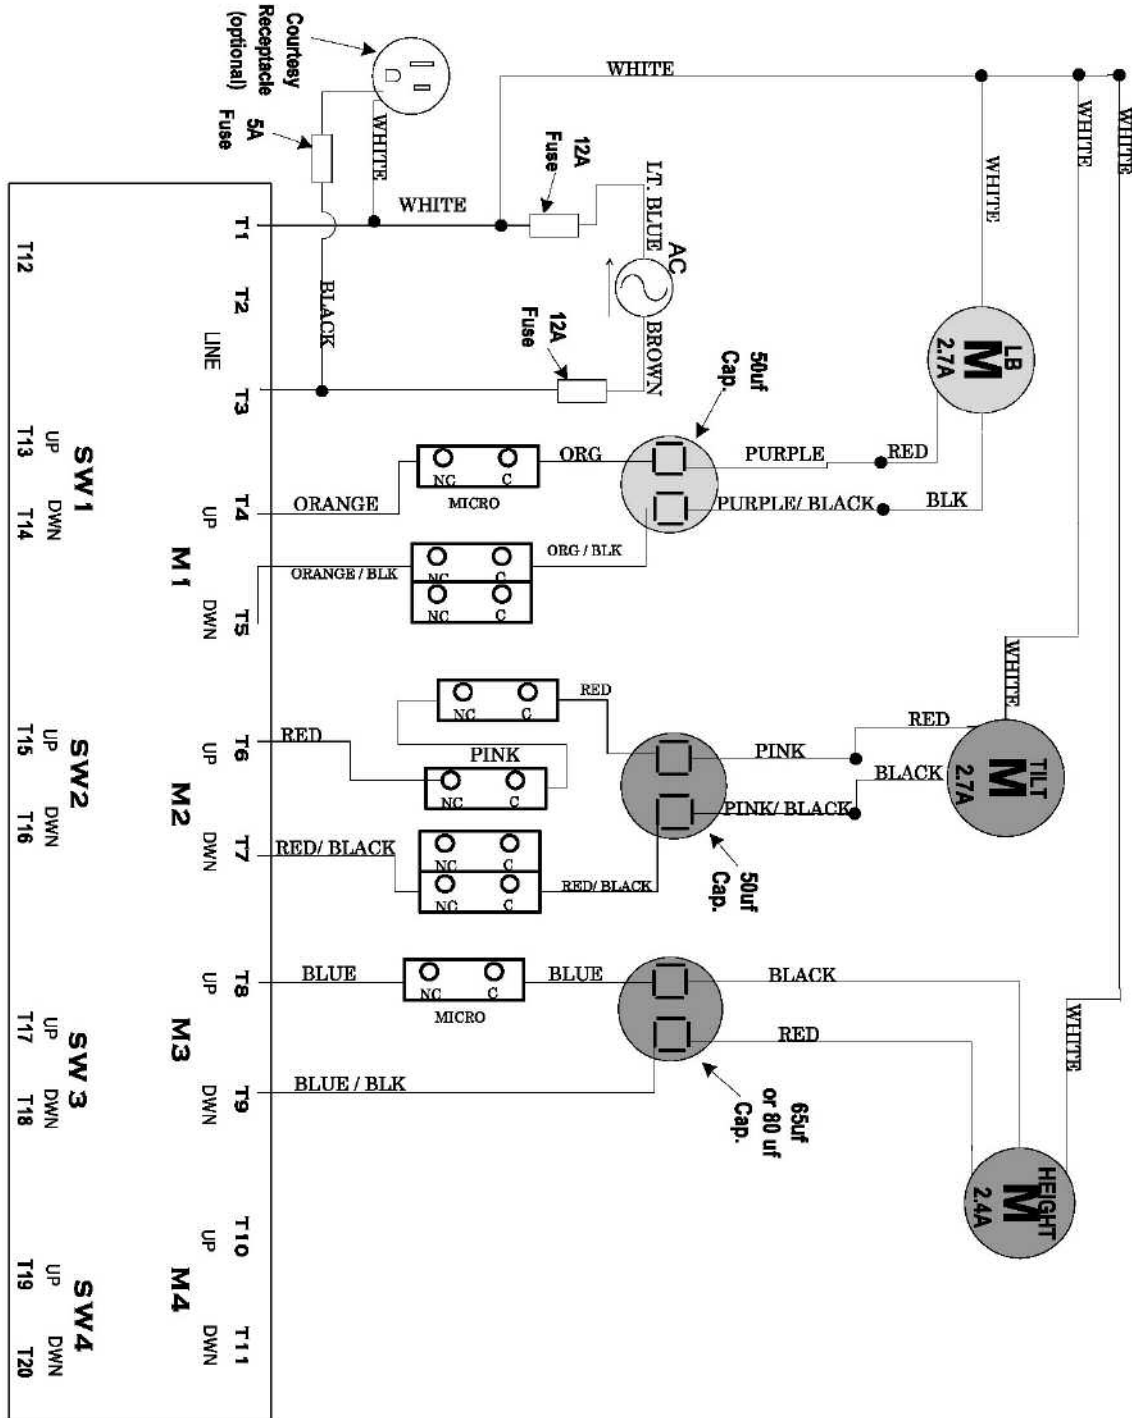 Courtesy
Receptacle
(optional)
5A
Fuse
WHITE
WHITE
12A
Fuse
LT. BLUE
AC
BROWN
12A
Fuse
BLACK
WHITE
WHITE
WHITE
WHITE
LB
M
2.7A
50uf
Cap.
T12
T1
T2
LINE
T3
SW1
UP
T13
DWN
T14
M1
UP
T4
DWN
T5
ORANGE
NC
C
MICRO
ORG
PURPLE
RED
ORANGE / BLK
NC
C
NC
C
ORG / BLK
PURPLE/ BLACK
BLK
SW2
UP
T15
DWN
T16
M2
UP
T6
DWN
T7
RED
NC
C
RED
PINK
NC
C
PINK
RED
WHITE
TILT
M
2.7A
BLACK
PINK/ BLACK
RED/ BLACK
NC
C
NC
C
RED/ BLACK
50uf
Cap.
SW 3
UP
T17
DWN
T18
M3
UP
T8
DWN
T9
BLUE
NC
C
MICRO
BLUE
BLACK
RED
WHITE
BLUE / BLK
65uf
or 80 uf
Cap.
HEIGHT
M
2.4A
SW4
UP
T19
DWN
T20
M4
UP
T10
DWN
T11